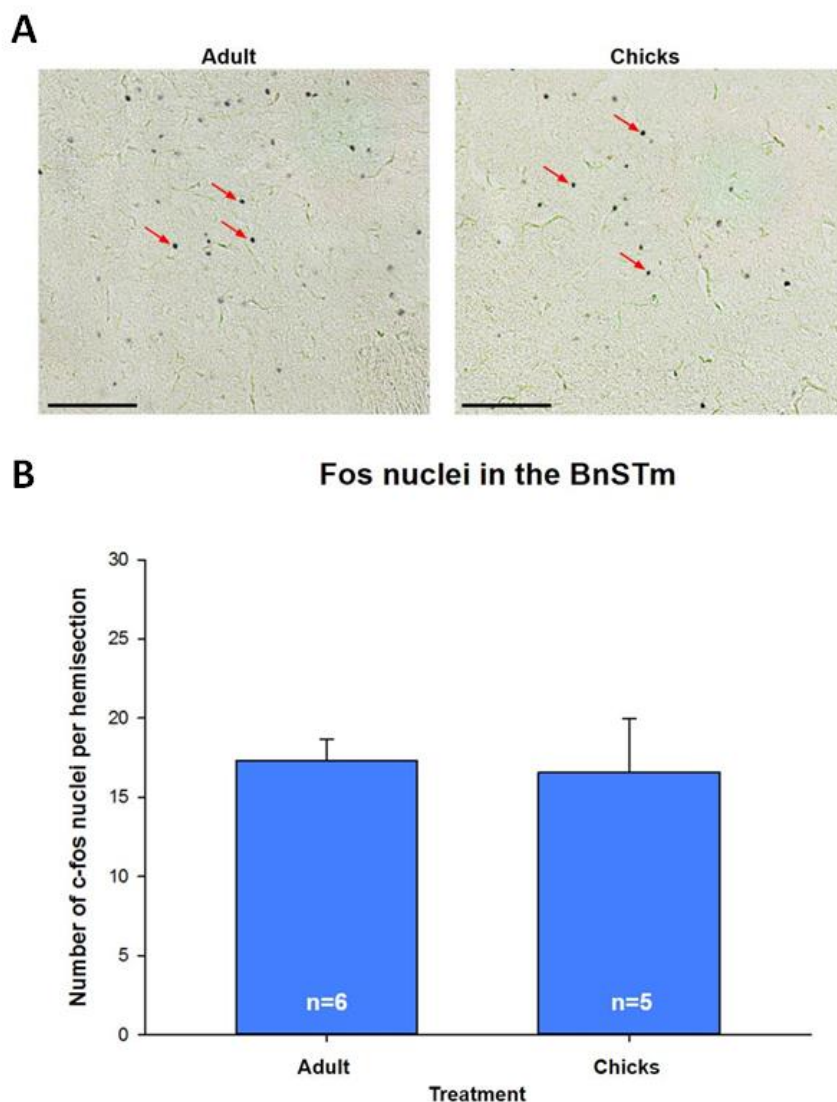 A
Adult
Chicks
B
Fos nuclei in the BnSTm
Number of c-fos nuclei per hemisection
30
25
20
15
10
5
0
n=6
n=5
Adult
Chicks
Treatment